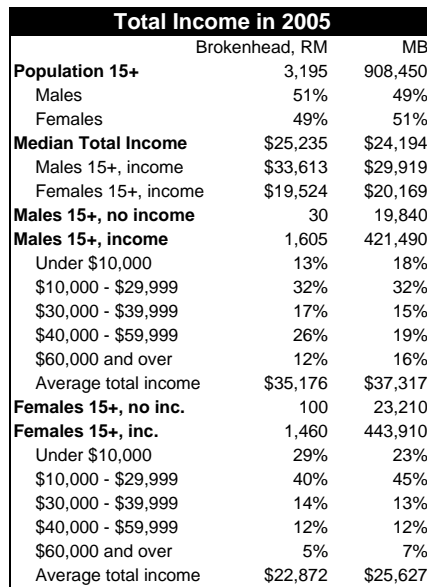 Total Income in 2005
Brokenhead, RM MB
Population 15+ 3,195 908,450
Males 51% 49%
Females 49% 51%
Median Total Income $25,235 $24,194
Males 15+, income $33,613 $29,919
Females 15+, income $19,524 $20,169
Males 15+, no income 30 19,840
Males 15+, income 1,605 421,490
Under $10,000 13% 18%
$10,000 - $29,999 32% 32%
$30,000 - $39,999 17% 15%
$40,000 - $59,999 26% 19%
$60,000 and over 12% 16%
Average total income $35,176 $37,317
Females 15+, no inc. 100 23,210
Females 15+, inc. 1,460 443,910
Under $10,000 29% 23%
$10,000 - $29,999 40% 45%
$30,000 - $39,999 14% 13%
$40,000 - $59,999 12% 12%
$60,000 and over 5% 7%
Average total income $22,872 $25,627